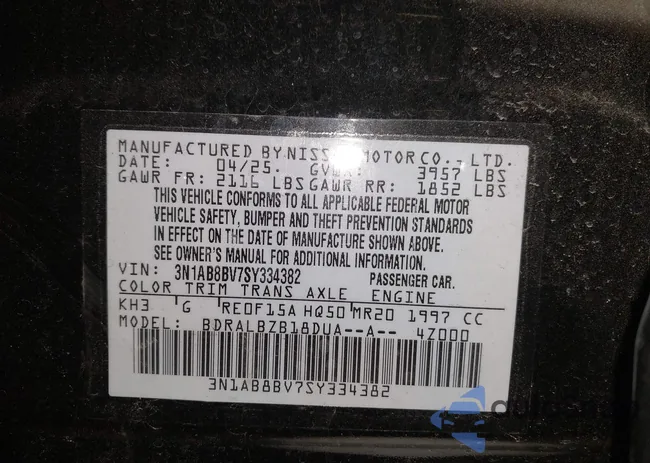 MANUFACTURED BY NISS MOTOR CO., LTD.
DATE: 04/25. GVWR: 3957 LBS
GAWR FR: 2116 LBS GAWR RR: 1852 LBS
THIS VEHICLE CONFORMS TO ALL APPLICABLE FEDERAL MOTOR
VEHICLE SAFETY, BUMPER AND THEFT PREVENTION STANDARDS
IN EFFECT ON THE DATE OF MANUFACTURE SHOWN ABOVE.
SEE OWNER'S MANUAL FOR ADDITIONAL INFORMATION.
VIN: 3N1AB8BV7SY334382 PASSENGER CAR.
COLOR TRIM TRANS AXLE ENGINE
KH3 G RE0F15A HQ50 MR20 1997 CC
BDRALBZB18DUA--A-- 4Z000
3N1AB8BV7SY334382